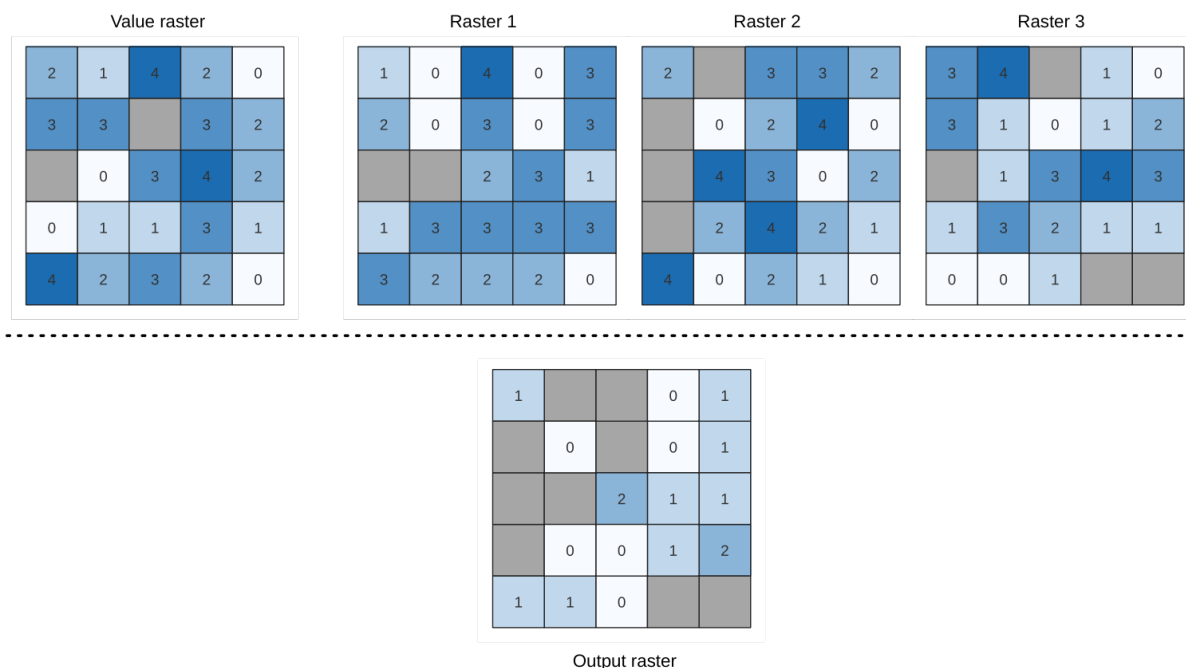 Value raster Raster 1 Raster 2 Raster 3
2 1 4 2 0 1 0 4 0 3 2 3 3 2 3 4 1 0
3 3 3 2 2 0 3 0 3 0 2 4 0 3 1 0 1 2
0 3 4 2 2 3 1 4 3 0 2 1 3 4 3
0 1 1 3 1 1 3 3 3 3 2 4 2 1 1 3 2 1 1
4 2 3 2 0 3 2 2 2 0 4 0 2 1 0 0 0 1
1 0 1
0 0 1
2 1 1
0 0 1 2
1 1 0
Output raster